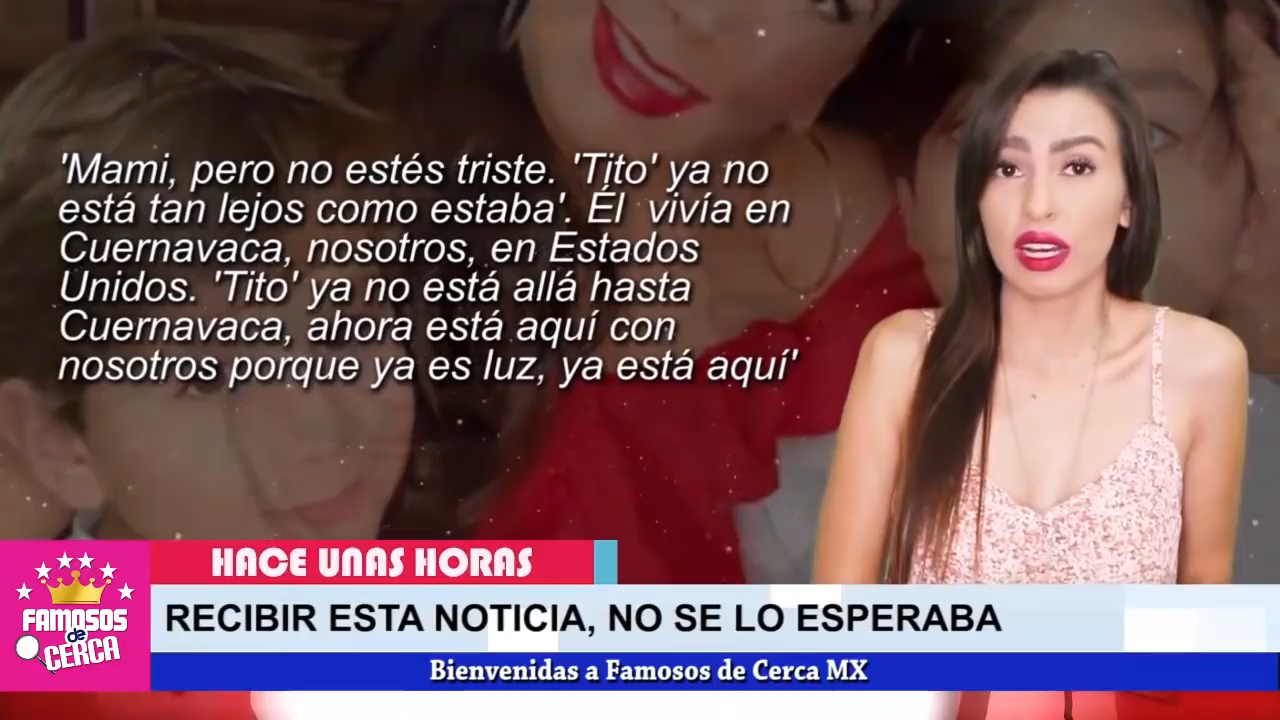 'Mami, pero no estés triste. 'Tito' ya no
está tan lejos como estaba'. Él  vivía en
Cuernavaca, nosotros, en Estados
Unidos. 'Tito' ya no está allá hasta
Cuernavaca, ahora está aquí con
nosotros porque ya es luz, ya está aquí'
HACE UNAS HORAS
RECIBIR ESTA NOTICIA, NO SE LO ESPERABA
FAMOSOS
de
CERCA
Bienvenidas a Famosos de Cerca MX